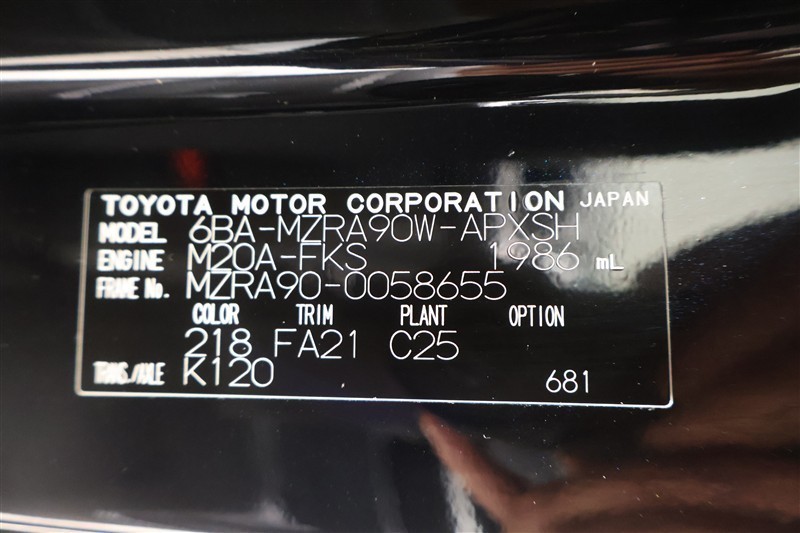 TOYOTA MOTOR CORPORATION JAPAN
MODEL 6BA-MZRA90W-APXSH
ENGINE M20A-FKS 1986 mL
FRAME No. MZRA90-0058655
COLOR TRIM PLANT OPTION
218 FA21 C25
TRANS./AXLE K120 681